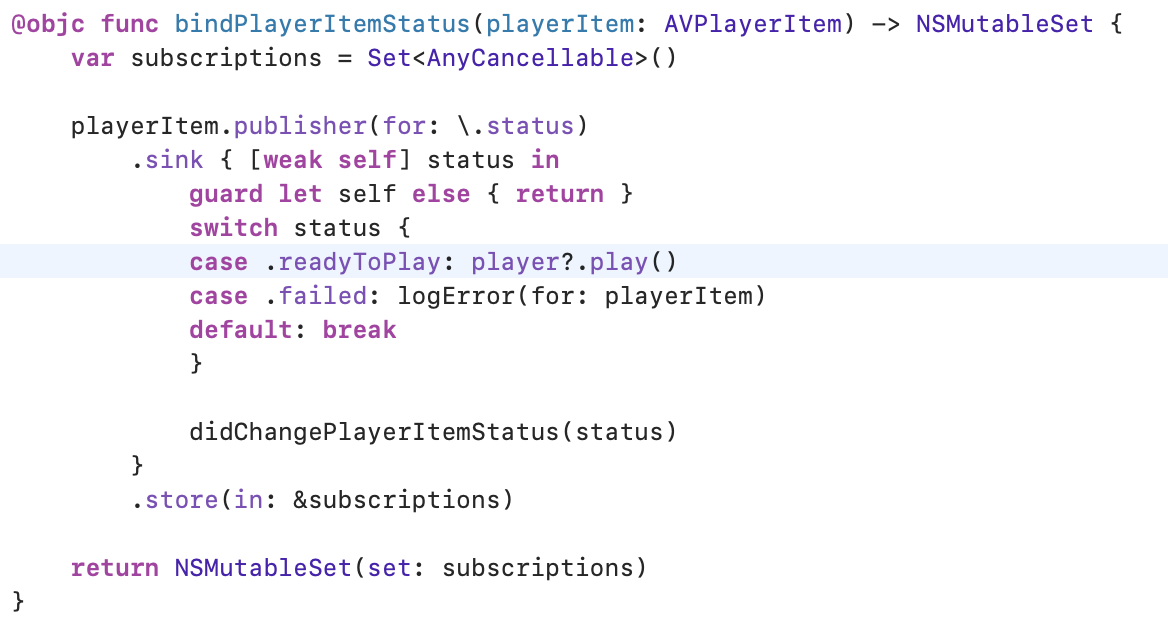 @objc func bindPlayerItemStatus(playerItem: AVPlayerItem) -> NSMutableSet {
    var subscriptions = Set<AnyCancellable>()

    playerItem.publisher(for: \.status)
        .sink { [weak self] status in
            guard let self else { return }
            switch status {
            case .readyToPlay: player?.play()
            case .failed: logError(for: playerItem)
            default: break
            }

            didChangePlayerItemStatus(status)
        }
        .store(in: &subscriptions)

    return NSMutableSet(set: subscriptions)
}